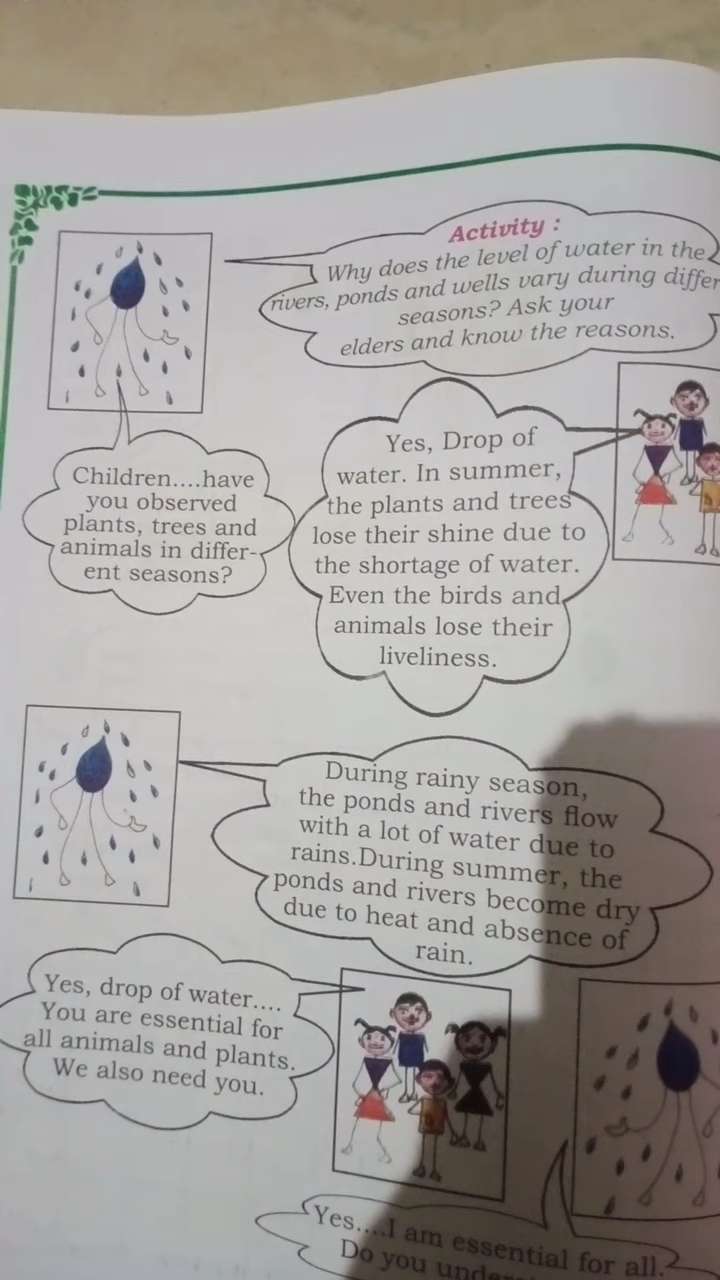 Activity :
Why does the level of water in the
rivers, ponds and wells vary during differ
seasons? Ask your
elders and know the reasons.
Children....have
you observed
plants, trees and
animals in differ-
ent seasons?
Yes, Drop of
water. In summer,
the plants and trees
lose their shine due to
the shortage of water.
Even the birds and
animals lose their
liveliness.
During rainy season,
the ponds and rivers flow
with a lot of water due to
rains.During summer, the
ponds and rivers become dry
due to heat and absence of
rain.
Yes, drop of water....
You are essential for
all animals and plants.
We also need you.
Yes....I am essential for all.
Do you